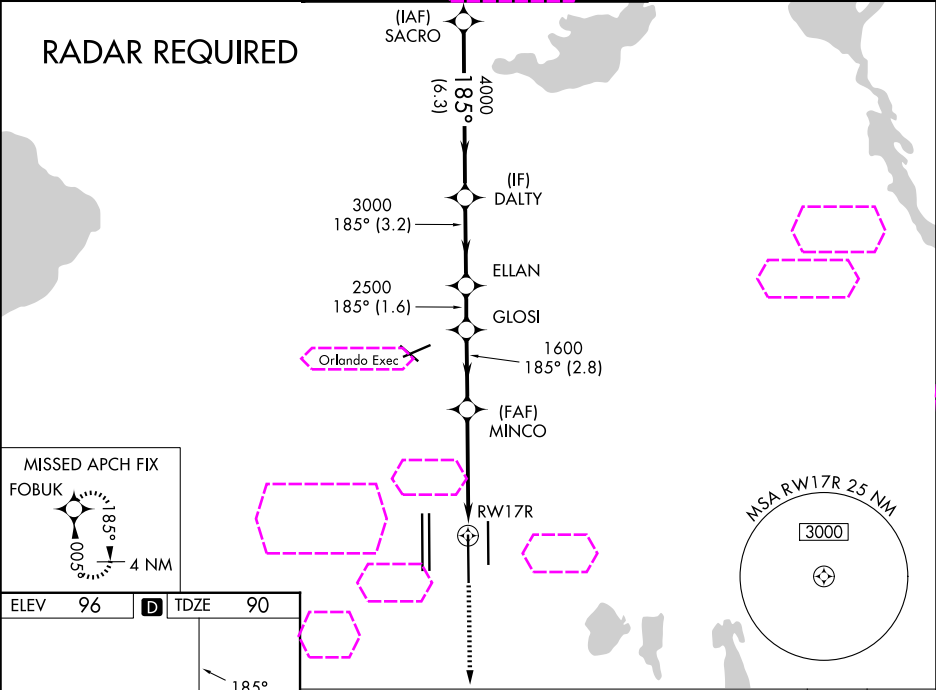 RADAR REQUIRED
(IAF)
SACRO
4000
185°
(6.3)
(IF)
DALTY
3000
185° (3.2)
ELLAN
2500
185° (1.6)
GLOSI
Orlando Exec
1600
185° (2.8)
(FAF)
MINCO
MISSED APCH FIX
FOBUK
185°
005°
4 NM
RW17R
MSA RW17R 25 NM
3000
ELEV 96 D TDZE 90
185°